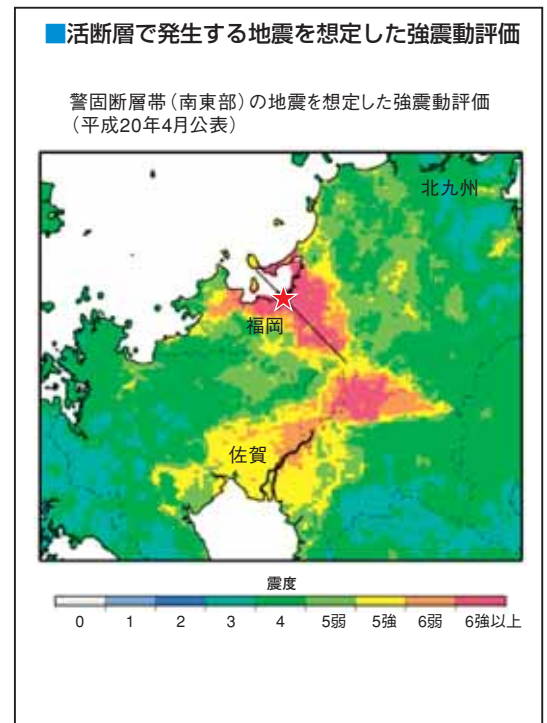 ■活断層で発生する地震を想定した強震動評価
警固断層帯(南東部)の地震を想定した強震動評価
(平成20年4月公表)
北九州
福岡
佐賀
震度
0 1 2 3 4 5弱 5強 6弱 6強以上